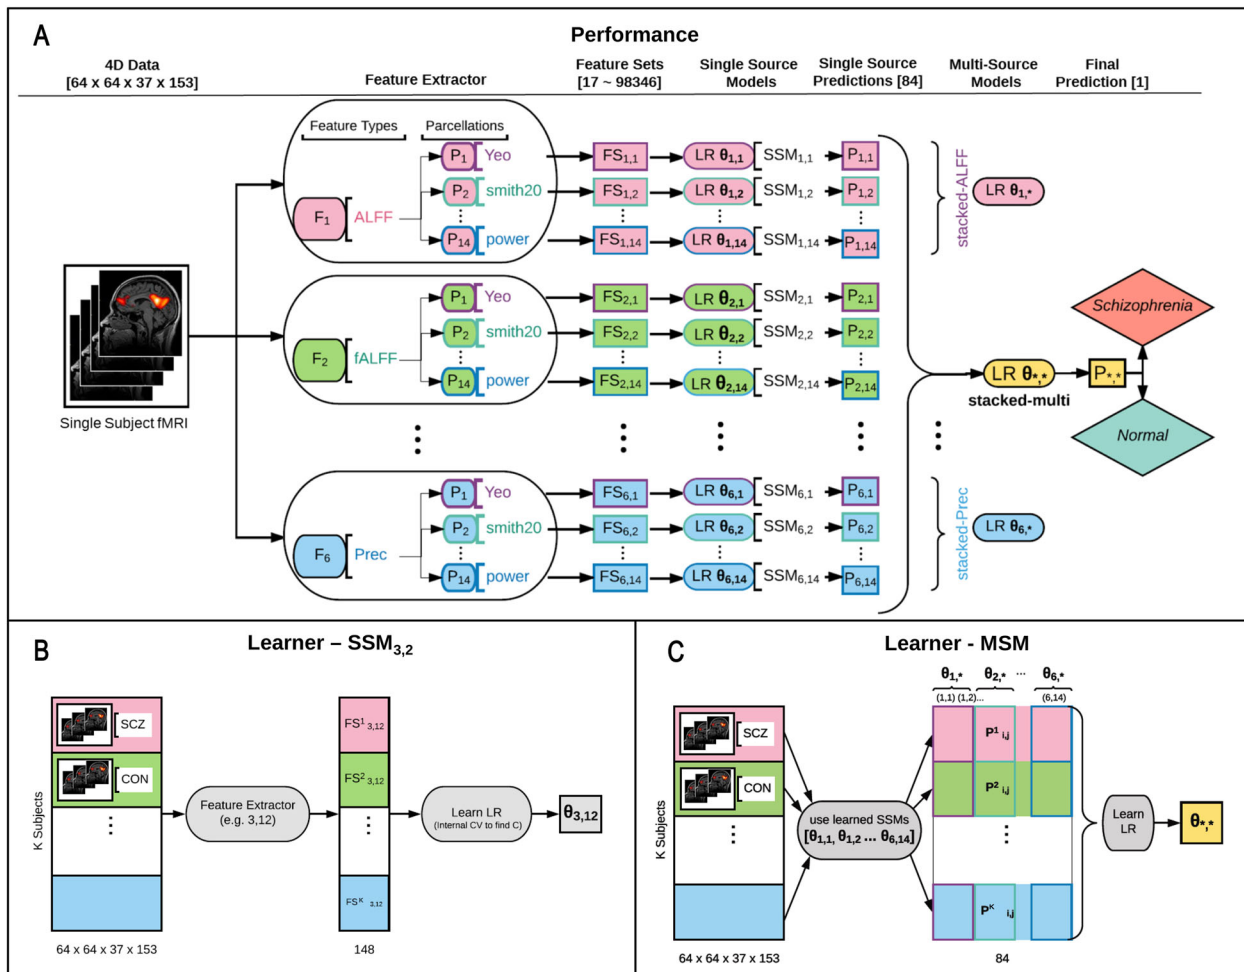 A
Performance
4D Data
[64 x 64 x 37 x 153]
Feature Extractor
Feature Sets
[17 ~ 98346]
Single Source
Models
Single Source
Predictions [84]
Multi-Source
Models
Final
Prediction [1]
Feature Types
Parcellations
F1
ALFF
P1
Yeo
FS1,1
LR θ1,1
SSM1,1
P1,1
P2
smith20
FS1,2
LR θ1,2
SSM1,2
P1,2
P14
power
FS1,14
LR θ1,14
SSM1,14
P1,14
stacked-ALFF
LR θ1,*
F2
fALFF
P1
Yeo
FS2,1
LR θ2,1
SSM2,1
P2,1
P2
smith20
FS2,2
LR θ2,2
SSM2,2
P2,2
P14
power
FS2,14
LR θ2,14
SSM2,14
P2,14
Single Subject fMRI
LR θ*,*
stacked-multi
P*,*
Schizophrenia
Normal
F6
Prec
P1
Yeo
FS6,1
LR θ6,1
SSM6,1
P6,1
P2
smith20
FS6,2
LR θ6,2
SSM6,2
P6,2
P14
power
FS6,14
LR θ6,14
SSM6,14
P6,14
stacked-Prec
LR θ6,*
B
Learner – SSM3,2
K Subjects
SCZ
CON
64 x 64 x 37 x 153
Feature Extractor
(e.g. 3,12)
FS1 3,12
FS2 3,12
FSK 3,12
148
Learn LR
(Internal CV to find C)
θ3,12
C
Learner - MSM
K Subjects
SCZ
CON
64 x 64 x 37 x 153
use learned SSMs
[θ1,1, θ1,2 ... θ6,14]
θ1,* θ2,* ... θ6,*
(1,1) (1,2)... (6,14)
P1 i,j
P2 i,j
PK i,j
84
Learn
LR
θ*,*